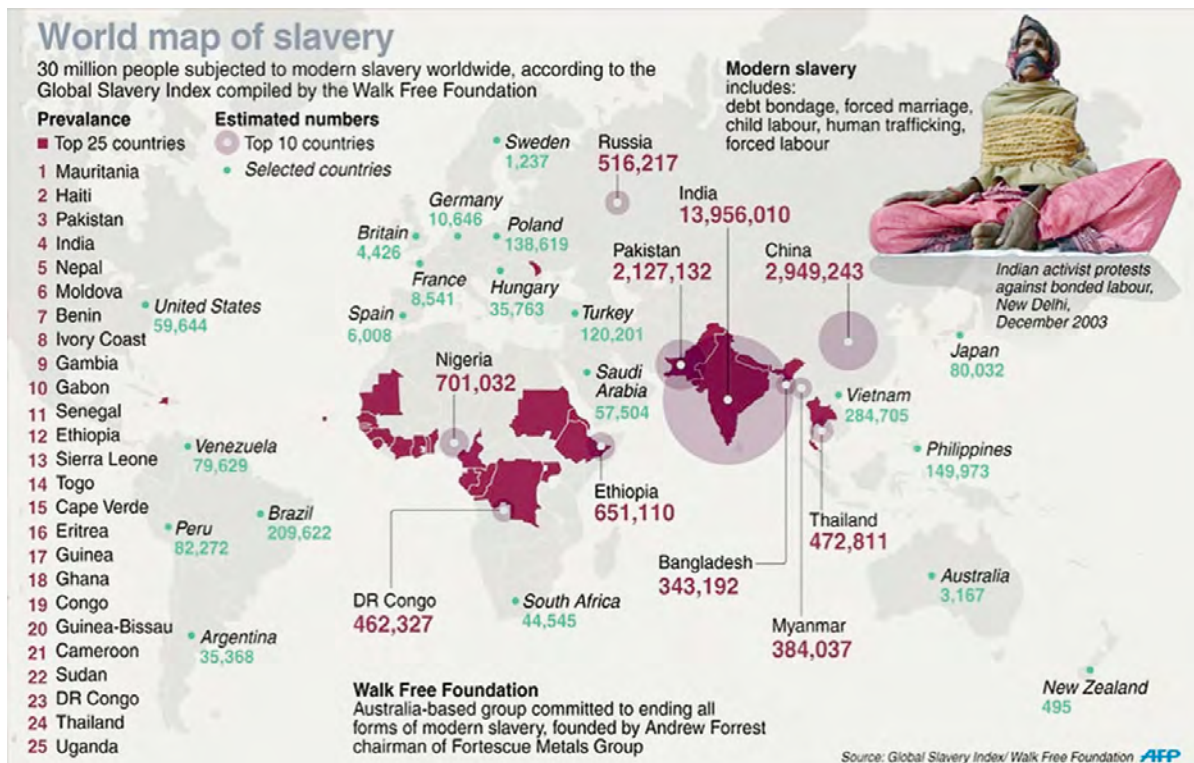 World map of slavery
30 million people subjected to modern slavery worldwide, according to the
Global Slavery Index compiled by the Walk Free Foundation
Prevalance
Top 25 countries
1 Mauritania
2 Haiti
3 Pakistan
4 India
5 Nepal
6 Moldova
7 Benin
8 Ivory Coast
9 Gambia
10 Gabon
11 Senegal
12 Ethiopia
13 Sierra Leone
14 Togo
15 Cape Verde
16 Eritrea
17 Guinea
18 Ghana
19 Congo
20 Guinea-Bissau
21 Cameroon
22 Sudan
23 DR Congo
24 Thailand
25 Uganda
Estimated numbers
Top 10 countries
Selected countries
Modern slavery
includes:
debt bondage, forced marriage,
child labour, human trafficking,
forced labour
Indian activist protests
against bonded labour,
New Delhi,
December 2003
Sweden
1,237
Russia
516,217
Germany
10,646
India
13,956,010
Britain
4,426
Poland
138,619
Pakistan
2,127,132
China
2,949,243
France
8,541
Hungary
35,763
United States
59,644
Spain
6,008
Turkey
120,201
Japan
80,032
Nigeria
701,032
Saudi
Arabia
57,504
Vietnam
284,705
Venezuela
79,629
Philippines
149,973
Ethiopia
651,110
Brazil
209,622
Peru
82,272
Thailand
472,811
Bangladesh
343,192
Australia
3,167
DR Congo
462,327
South Africa
44,545
Myanmar
384,037
Argentina
35,368
New Zealand
495
Walk Free Foundation
Australia-based group committed to ending all
forms of modern slavery, founded by Andrew Forrest
chairman of Fortescue Metals Group
Source: Global Slavery Index/ Walk Free Foundation AFP